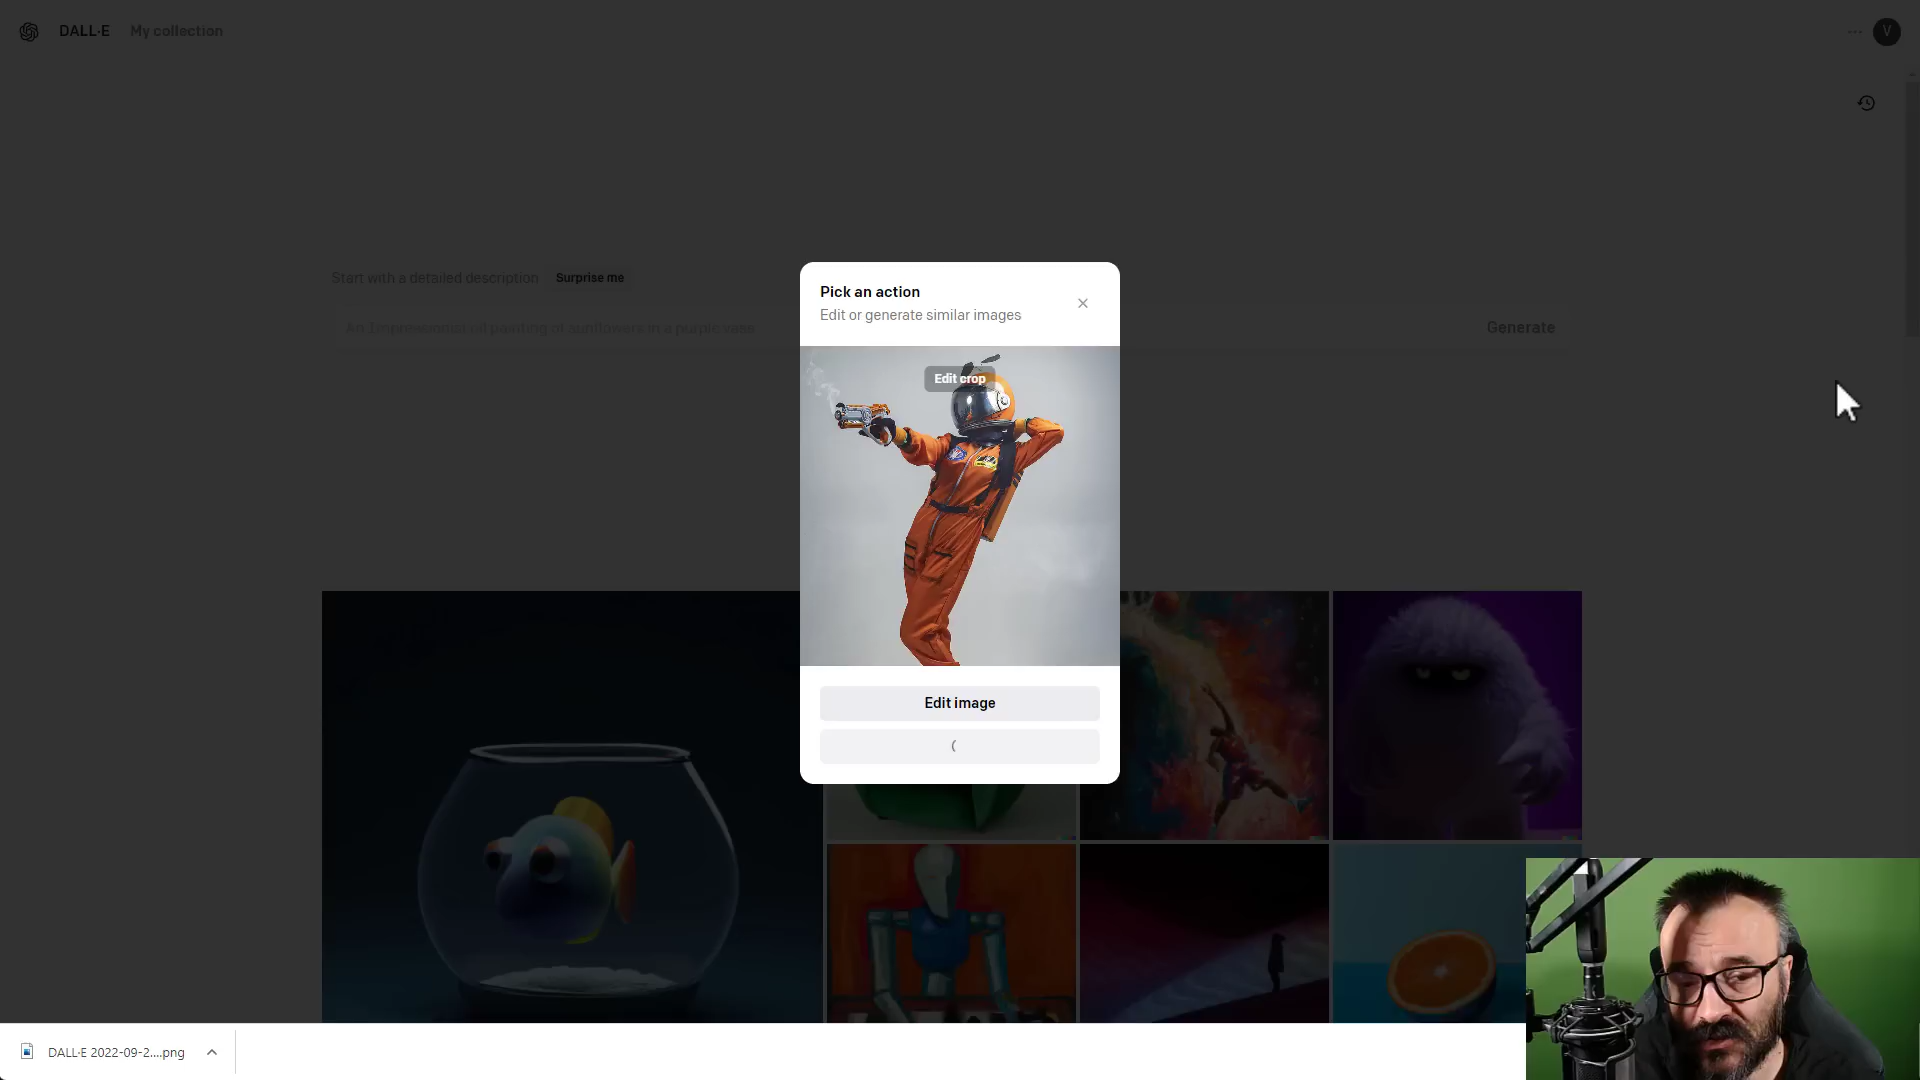 DALL·E My collection
V
Start with a detailed description Surprise me
An Impressionist oil painting of sunflowers in a purple vase
Generate
Pick an action
Edit or generate similar images
Edit crop
Edit image
DALL·E 2022-09-2....png